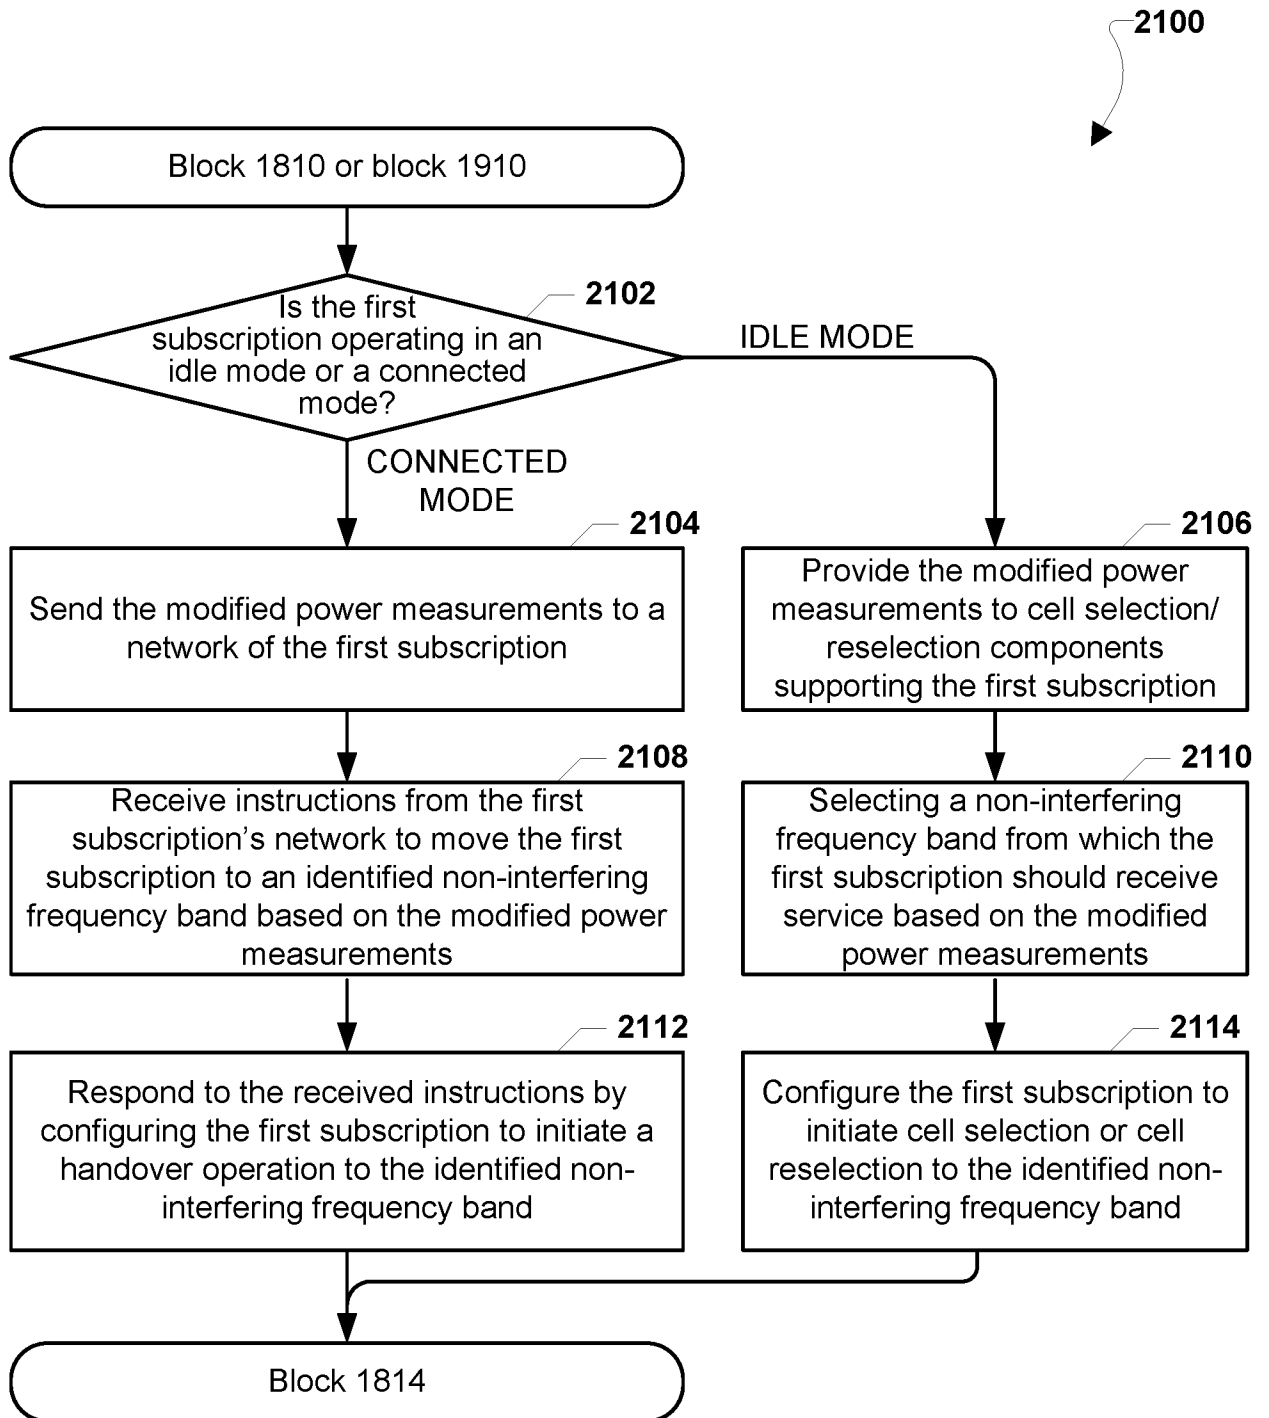 2100
Block 1810 or block 1910
2102
Is the first
subscription operating in an
idle mode or a connected
mode?
IDLE MODE
CONNECTED
MODE
2104
Send the modified power measurements to a
network of the first subscription
2106
Provide the modified power
measurements to cell selection/
reselection components
supporting the first subscription
2108
Receive instructions from the first
subscription's network to move the first
subscription to an identified non-interfering
frequency band based on the modified power
measurements
2110
Selecting a non-interfering
frequency band from which the
first subscription should receive
service based on the modified
power measurements
2112
Respond to the received instructions by
configuring the first subscription to initiate a
handover operation to the identified non-
interfering frequency band
2114
Configure the first subscription to
initiate cell selection or cell
reselection to the identified non-
interfering frequency band
Block 1814